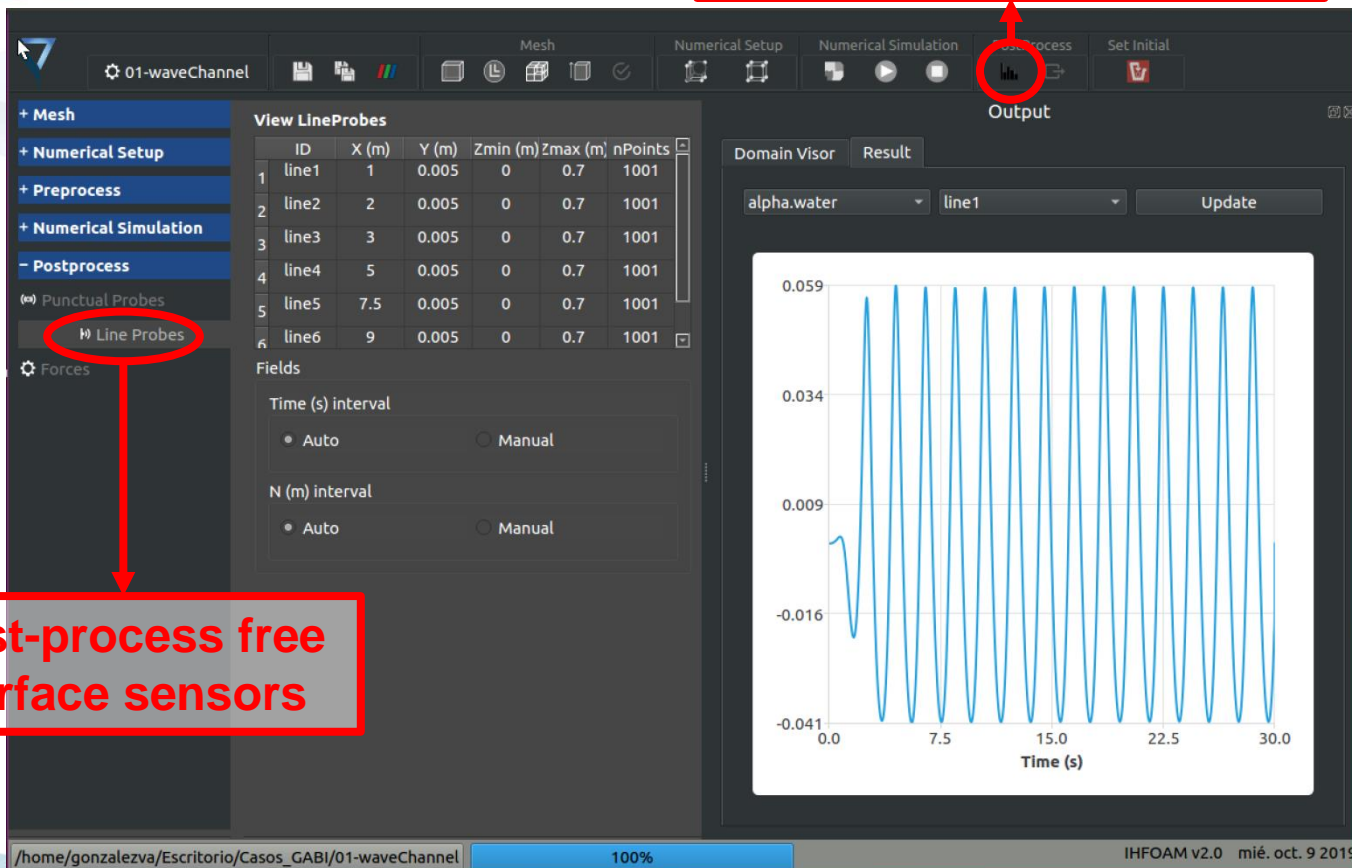 Mesh
Numerical Setup
Numerical Simulation
PostProcess
Set Initial
01-waveChannel
+ Mesh
+ Numerical Setup
+ Preprocess
+ Numerical Simulation
− Postprocess
Punctual Probes
Line Probes
Forces
View LineProbes
ID X (m) Y (m) Zmin (m) Zmax (m) nPoints
1 line1 1 0.005 0 0.7 1001
2 line2 2 0.005 0 0.7 1001
3 line3 3 0.005 0 0.7 1001
4 line4 5 0.005 0 0.7 1001
5 line5 7.5 0.005 0 0.7 1001
6 line6 9 0.005 0 0.7 1001
Fields
Time (s) interval
Auto Manual
N (m) interval
Auto Manual
st-process free
rface sensors
Output
Domain Visor Result
alpha.water line1 Update
0.059
0.034
0.009
-0.016
-0.041
0.0 7.5 15.0 22.5 30.0
Time (s)
/home/gonzalezva/Escritorio/Casos_GABI/01-waveChannel 100% IHFOAM v2.0 mié. oct. 9 2019